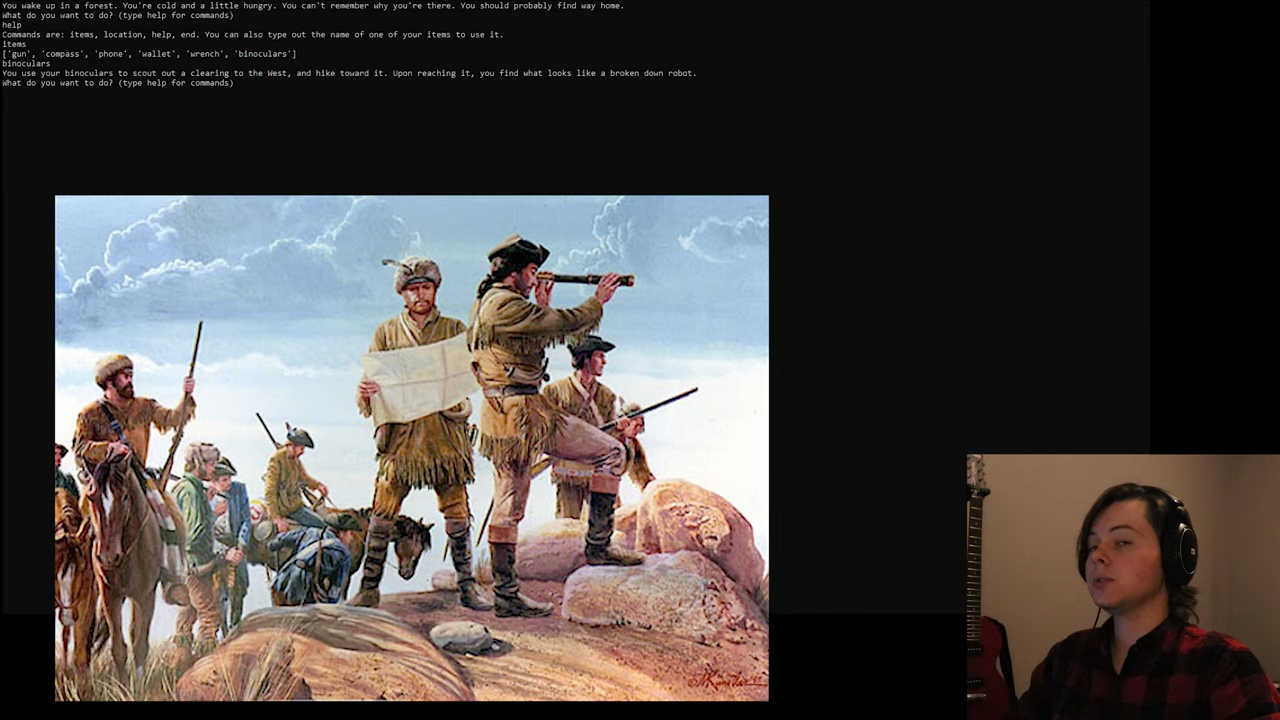 You wake up in a forest. You're cold and a little hungry. You can't remember why you're there. You should probably find way home.
What do you want to do? (type help for commands)
help
Commands are: items, location, help, end. You can also type out the name of one of your items to use it.
items
['gun', 'compass', 'phone', 'wallet', 'wrench', 'binoculars']
binoculars
You use your binoculars to scout out a clearing to the West, and hike toward it. Upon reaching it, you find what looks like a broken down robot.
What do you want to do? (type help for commands)